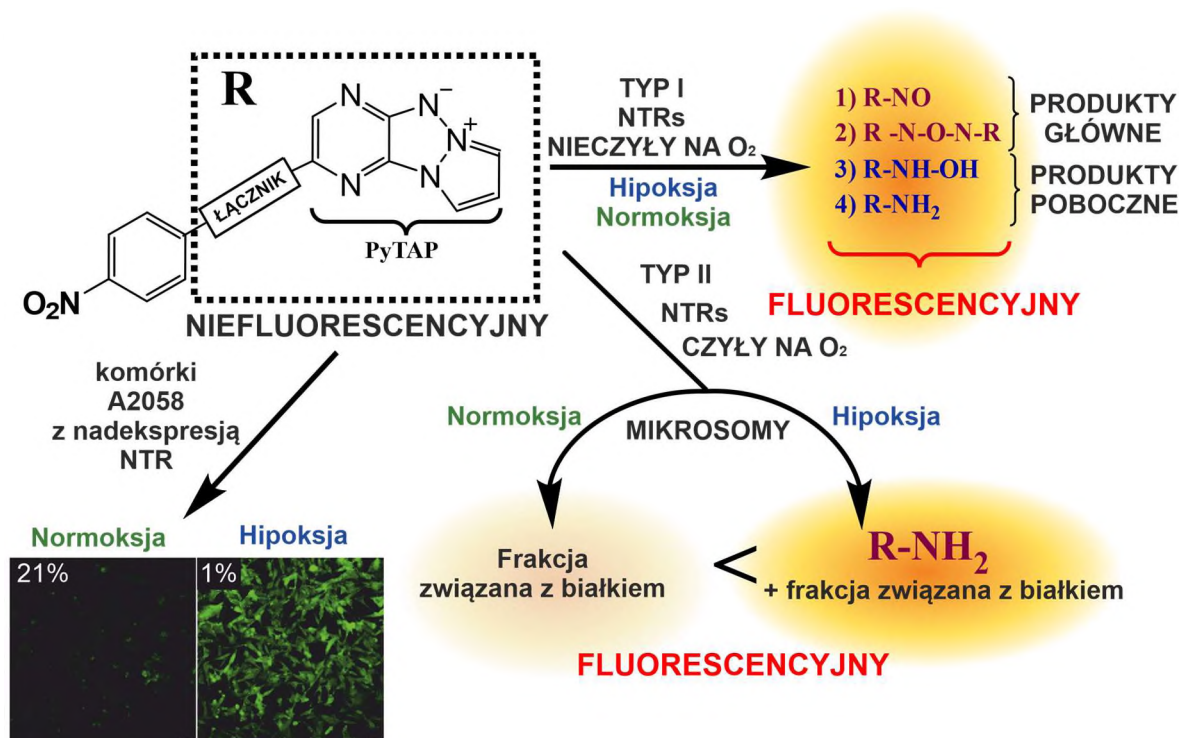 R
N
N
N
N⁻
N⁺
N
ŁĄCZNIK
PyTAP
O₂N
NIEFLUORESCENCYJNY
TYP I
NTRs
NIECZYŁY NA O₂
Hipoksja
Normoksja
1) R-NO
2) R -N-O-N-R
3) R-NH-OH
4) R-NH₂
PRODUKTY
GŁÓWNE
PRODUKTY
POBOCZNE
FLUORESCENCYJNY
TYP II
NTRs
CZYŁY NA O₂
Normoksja
MIKROSOMY
Hipoksja
Frakcja
związana z białkiem
<
R-NH₂
+ frakcja związana z białkiem
FLUORESCENCYJNY
komórki
A2058
z nadekspresją
NTR
Normoksja
Hipoksja
21%
1%